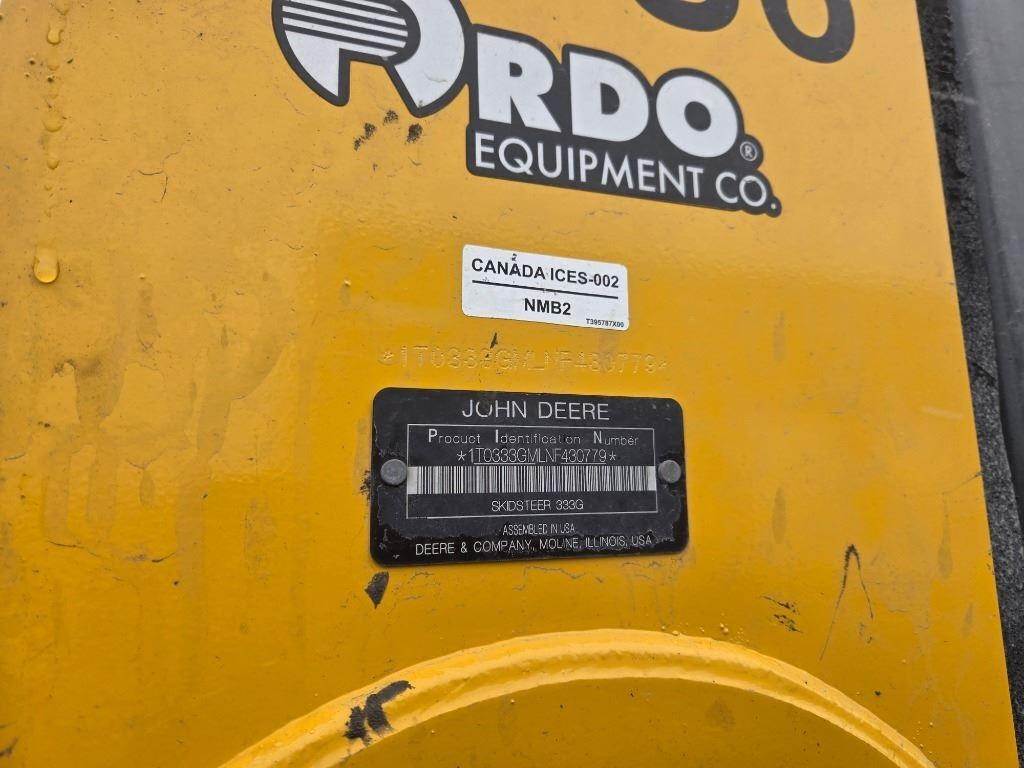 RDO
EQUIPMENT CO.
CANADA ICES-002
NMB2
T395787X00
*1T0333GMLNF430779*
JOHN DEERE
Product Identification Number
*1T0333GMLNF430779*
SKIDSTEER 333G
ASSEMBLED IN USA
DEERE & COMPANY, MOLINE, ILLINOIS, USA